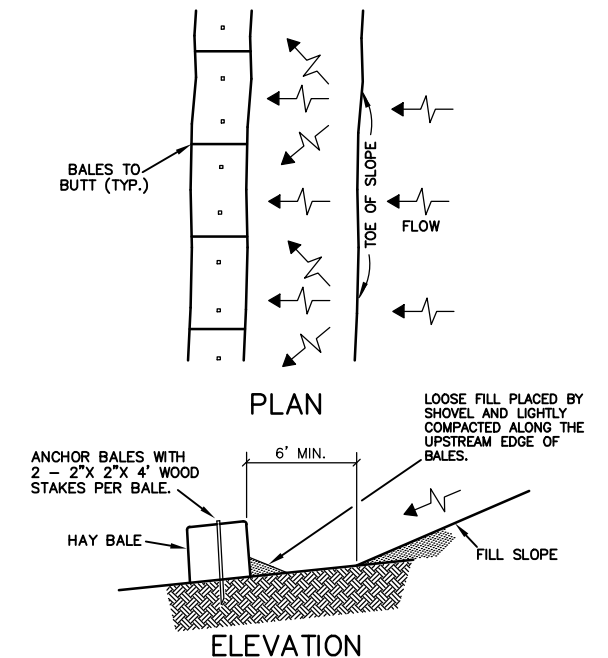 BALES TO
BUTT (TYP.)
TOE OF SLOPE
FLOW
PLAN
LOOSE FILL PLACED BY
SHOVEL AND LIGHTLY
COMPACTED ALONG THE
UPSTREAM EDGE OF
BALES.
6' MIN.
ANCHOR BALES WITH
2 – 2"X 2"X 4' WOOD
STAKES PER BALE.
HAY BALE
FILL SLOPE
ELEVATION